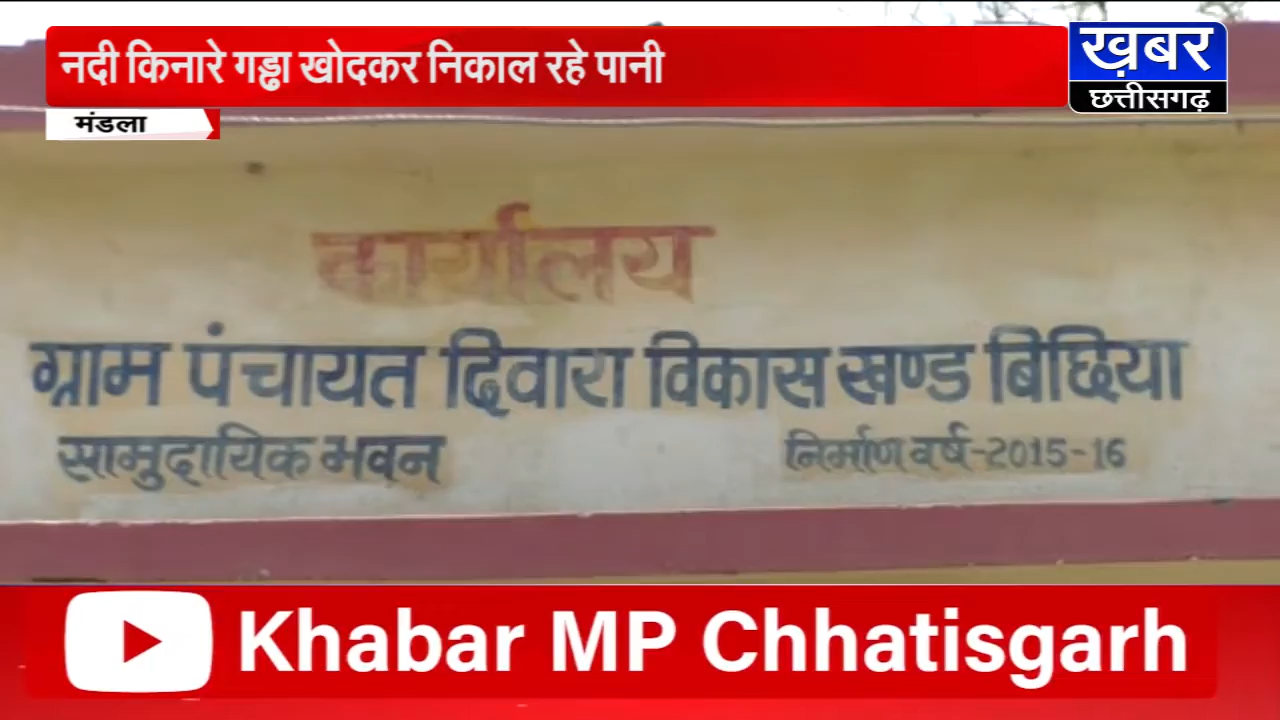 नदी किनारे गड्ढा खोदकर निकाल रहे पानी
ख़बर
छत्तीसगढ़
मंडला
कार्यालय
ग्राम पंचायत दिवारा विकास खण्ड बिछिया
सामुदायिक भवन निर्माण वर्ष-2015-16
Khabar MP Chhatisgarh